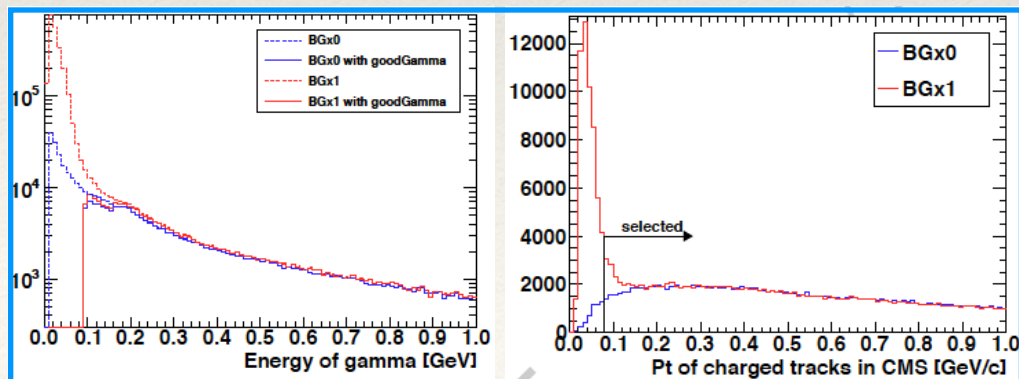 BGx0
BGx0 with goodGamma
BGx1
BGx1 with goodGamma
10^5
10^4
10^3
0.0 0.1 0.2 0.3 0.4 0.5 0.6 0.7 0.8 0.9 1.0
Energy of gamma [GeV]
12000
10000
8000
6000
4000
2000
0
BGx0
BGx1
selected
0.0 0.1 0.2 0.3 0.4 0.5 0.6 0.7 0.8 0.9 1.0
Pt of charged tracks in CMS [GeV/c]